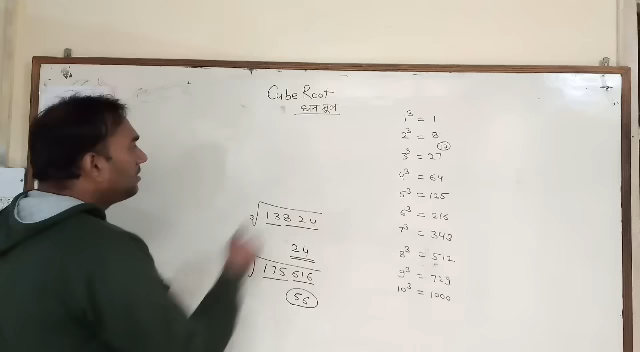 Cube Root
घन मूल
1³ = 1
2³ = 8
3³ = 27
4³ = 64
5³ = 125
6³ = 216
7³ = 343
8³ = 512
9³ = 729
10³ = 1000
∛13824
24
175616
56